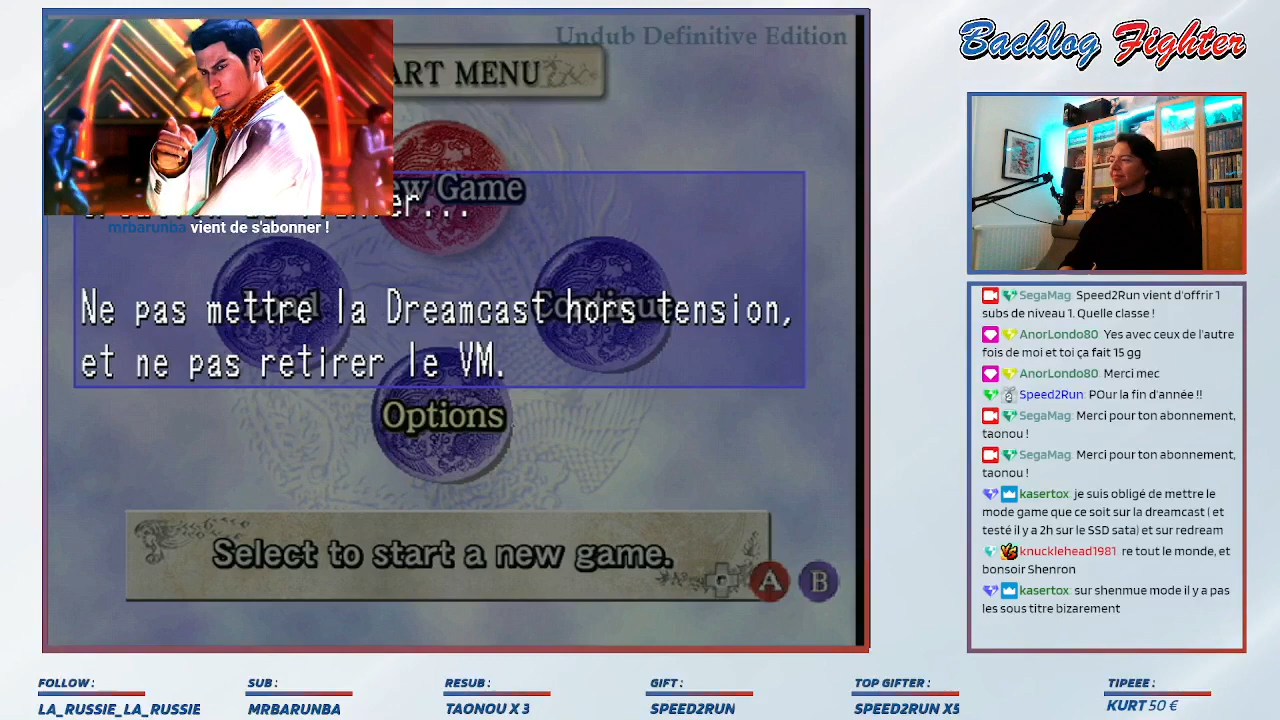 Undub Definitive Edition
Backlog Fighter
ART MENU
ew Game
er...
mrbarunba vient de s'abonner !
Ne pas mettre la Dreamcast hors tension,
et ne pas retirer le VM.
Options
Select to start a new game.
A B
SegaMag: Speed2Run vient d'offrir 1
subs de niveau 1. Quelle classe !
AnorLondo80: Yes avec ceux de l'autre
fois de moi et toi ça fait 15 gg
AnorLondo80: Merci mec
Speed2Run: POur la fin d'année !!
SegaMag: Merci pour ton abonnement,
taonou !
SegaMag: Merci pour ton abonnement,
taonou !
kasertox: je suis obligé de mettre le
mode game que ce soit sur la dreamcast ( et
testé il y a 2h sur le SSD sata) et sur redream
knucklehead1981 re tout le monde, et
bonsoir Shenron
kasertox: sur shenmue mode il y a pas
les sous titre bizarement
FOLLOW :
LA_RUSSIE_LA_RUSSIE
SUB :
MRBARUNBA
RESUB :
TAONOU X 3
GIFT :
SPEED2RUN
TOP GIFTER :
SPEED2RUN X5
TIPEEE :
KURT 50 €